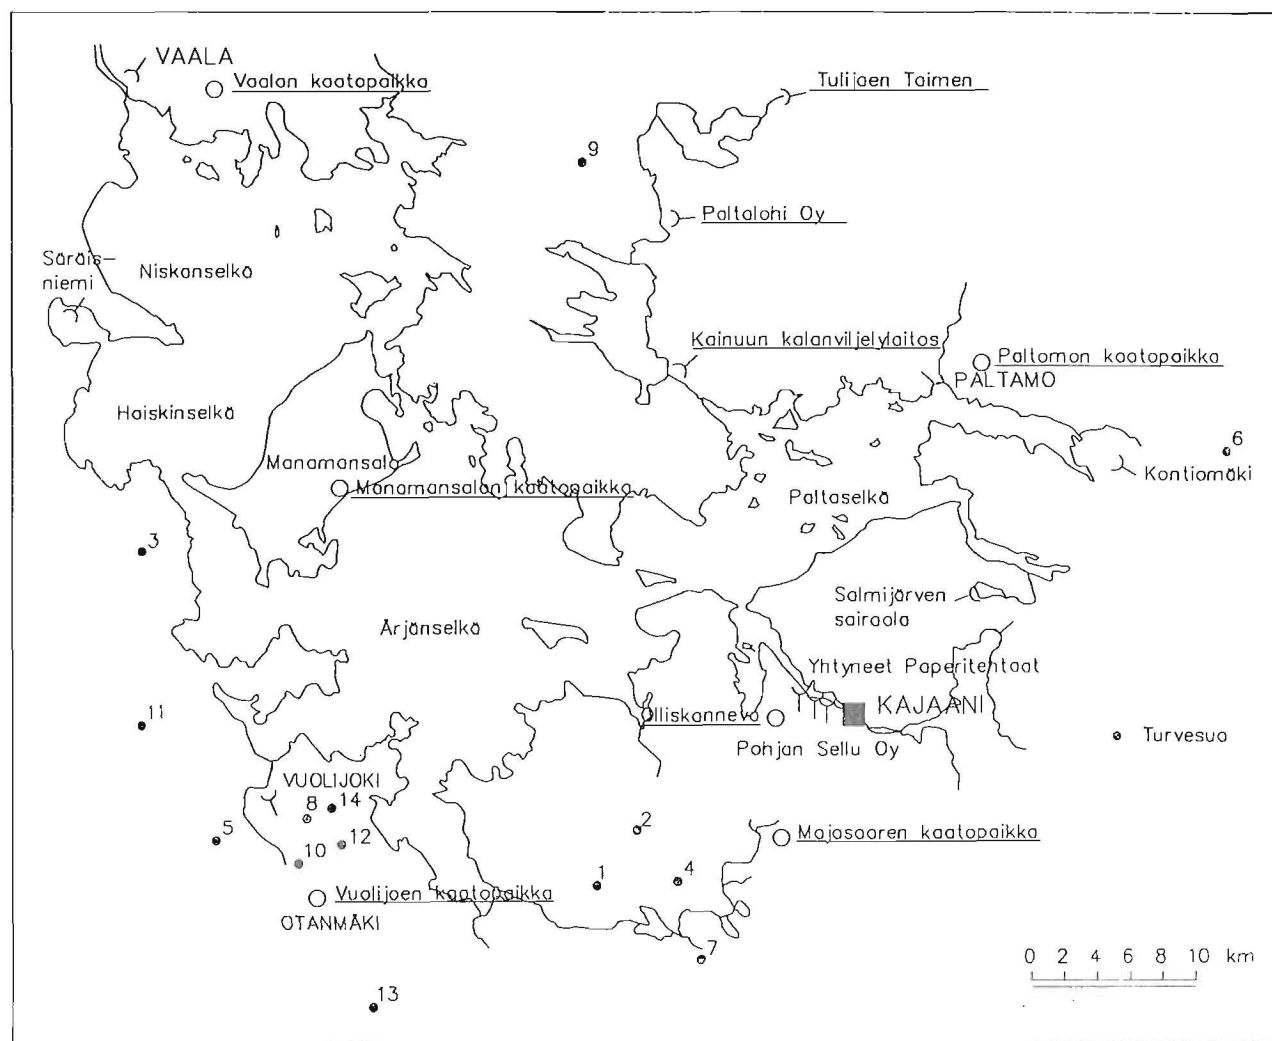 VAALA
Vaalan kaatopaikka
Tulijoen Taimen
9
Paltalohi Oy
Säräis-
niemi
Niskanselkä
Kainuun kalanviljelylaitos
Paltamon kaatopaikka
PALTAMO
Haiskinselkä
6
Manamansalo
Kontiomäki
Manamansalon kaatopaikka
Paltaselkä
3
Salmijärven
sairaala
Ärjänselkä
Yhtyneet Paperitehtaat
11
Olliskanneva
KAJAANI
Pohjan Sellu Oy
Turvesuo
VUOLIJOKI
8
14
5
2
12
10
Majasaaren kaatopaikka
1
4
Vuolijoen kaatopaikka
OTANMÄKI
7
0 2 4 6 8 10 km
13